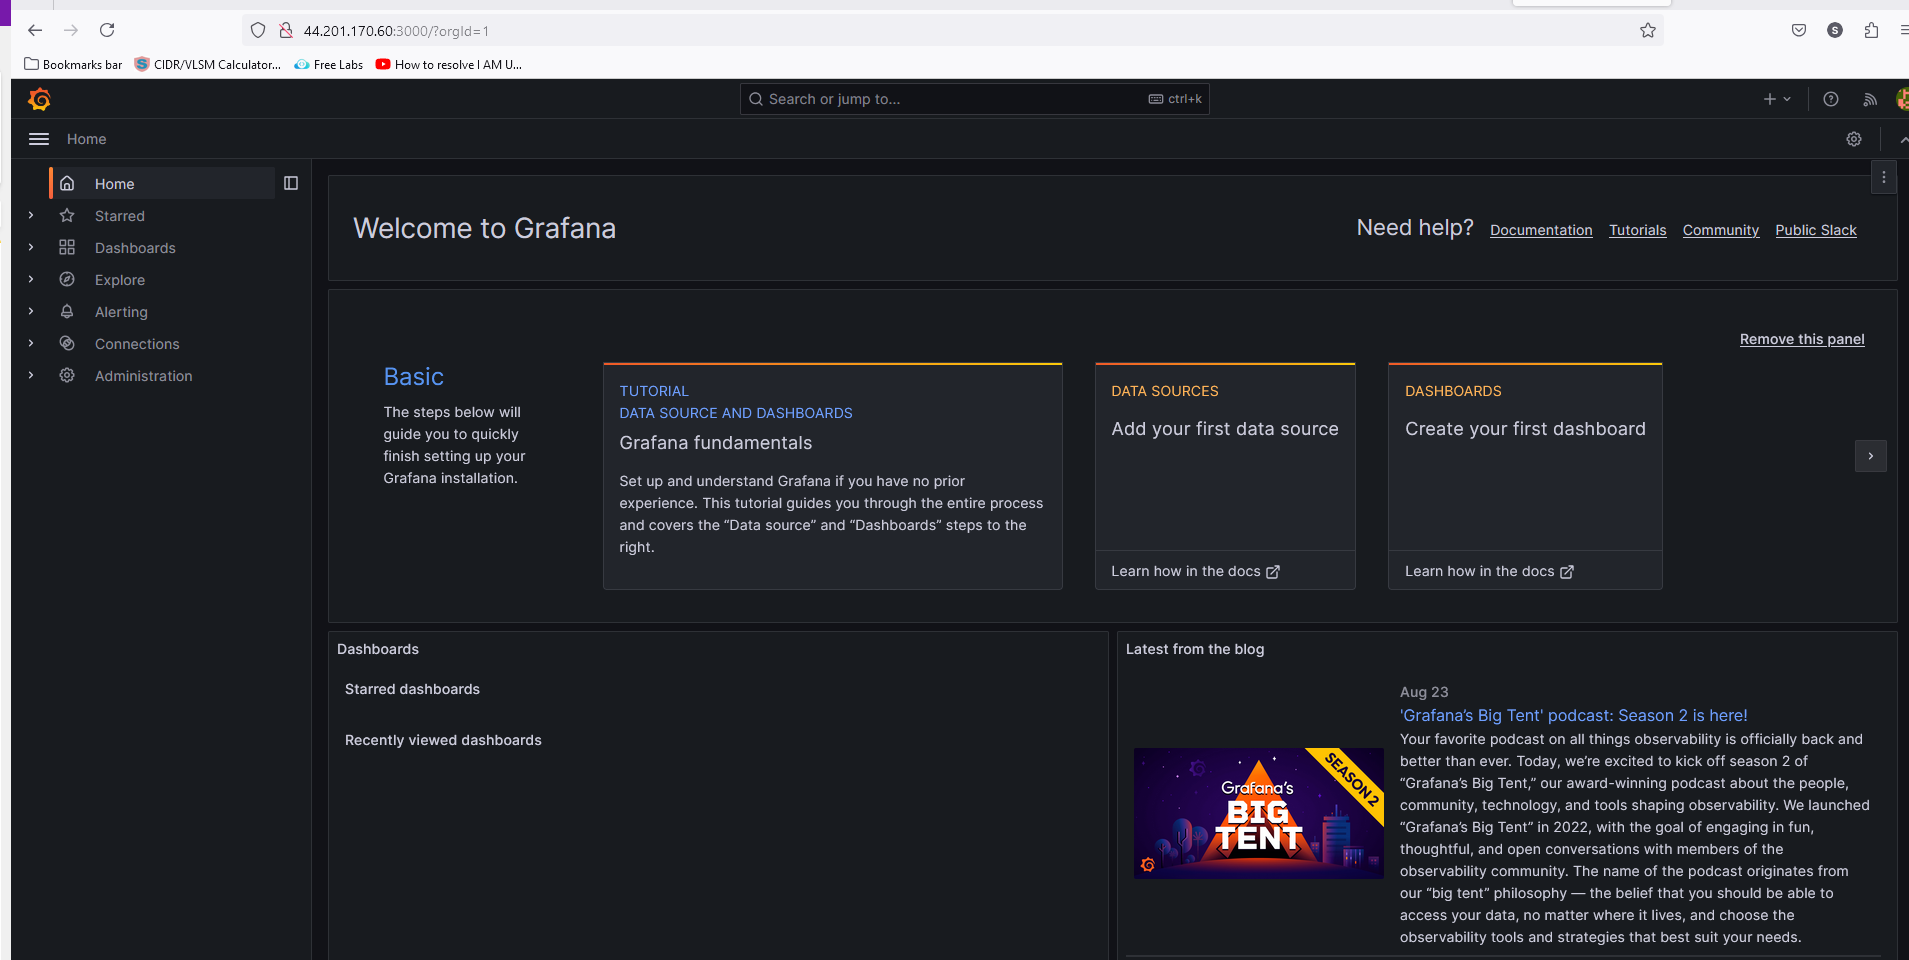 44.201.170.60:3000/?orgId=1
S
Bookmarks bar
CIDR/VLSM Calculator...
Free Labs
How to resolve I AM U...
Search or jump to...
ctrl+k
Home
Home
Starred
Dashboards
Explore
Alerting
Connections
Administration
Welcome to Grafana
Need help?
Documentation
Tutorials
Community
Public Slack
Remove this panel
Basic
The steps below will
guide you to quickly
finish setting up your
Grafana installation.
TUTORIAL
DATA SOURCE AND DASHBOARDS
Grafana fundamentals
Set up and understand Grafana if you have no prior
experience. This tutorial guides you through the entire process
and covers the “Data source” and “Dashboards” steps to the
right.
DATA SOURCES
Add your first data source
Learn how in the docs
DASHBOARDS
Create your first dashboard
Learn how in the docs
Dashboards
Starred dashboards
Recently viewed dashboards
Latest from the blog
SEASON 2
Grafana's
BIG
TENT
Aug 23
'Grafana’s Big Tent' podcast: Season 2 is here!
Your favorite podcast on all things observability is officially back and
better than ever. Today, we’re excited to kick off season 2 of
“Grafana’s Big Tent,” our award-winning podcast about the people,
community, technology, and tools shaping observability. We launched
“Grafana’s Big Tent” in 2022, with the goal of engaging in fun,
thoughtful, and open conversations with members of the
observability community. The name of the podcast originates from
our “big tent” philosophy — the belief that you should be able to
access your data, no matter where it lives, and choose the
observability tools and strategies that best suit your needs.